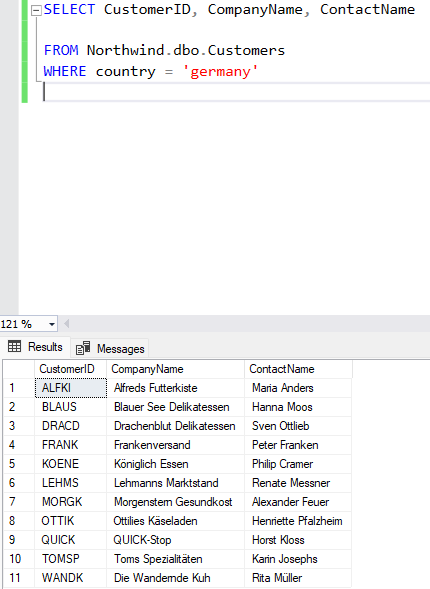 SELECT CustomerID, CompanyName, ContactName
FROM Northwind.dbo.Customers
WHERE country = 'germany'
121 %
Results Messages
CustomerID CompanyName ContactName
1 ALFKI Alfreds Futterkiste Maria Anders
2 BLAUS Blauer See Delikatessen Hanna Moos
3 DRACD Drachenblut Delikatessen Sven Ottlieb
4 FRANK Frankenversand Peter Franken
5 KOENE Königlich Essen Philip Cramer
6 LEHMS Lehmanns Marktstand Renate Messner
7 MORGK Morgenstern Gesundkost Alexander Feuer
8 OTTIK Ottilies Käseladen Henriette Pfalzheim
9 QUICK QUICK-Stop Horst Kloss
10 TOMSP Toms Spezialitäten Karin Josephs
11 WANDK Die Wandernde Kuh Rita Müller